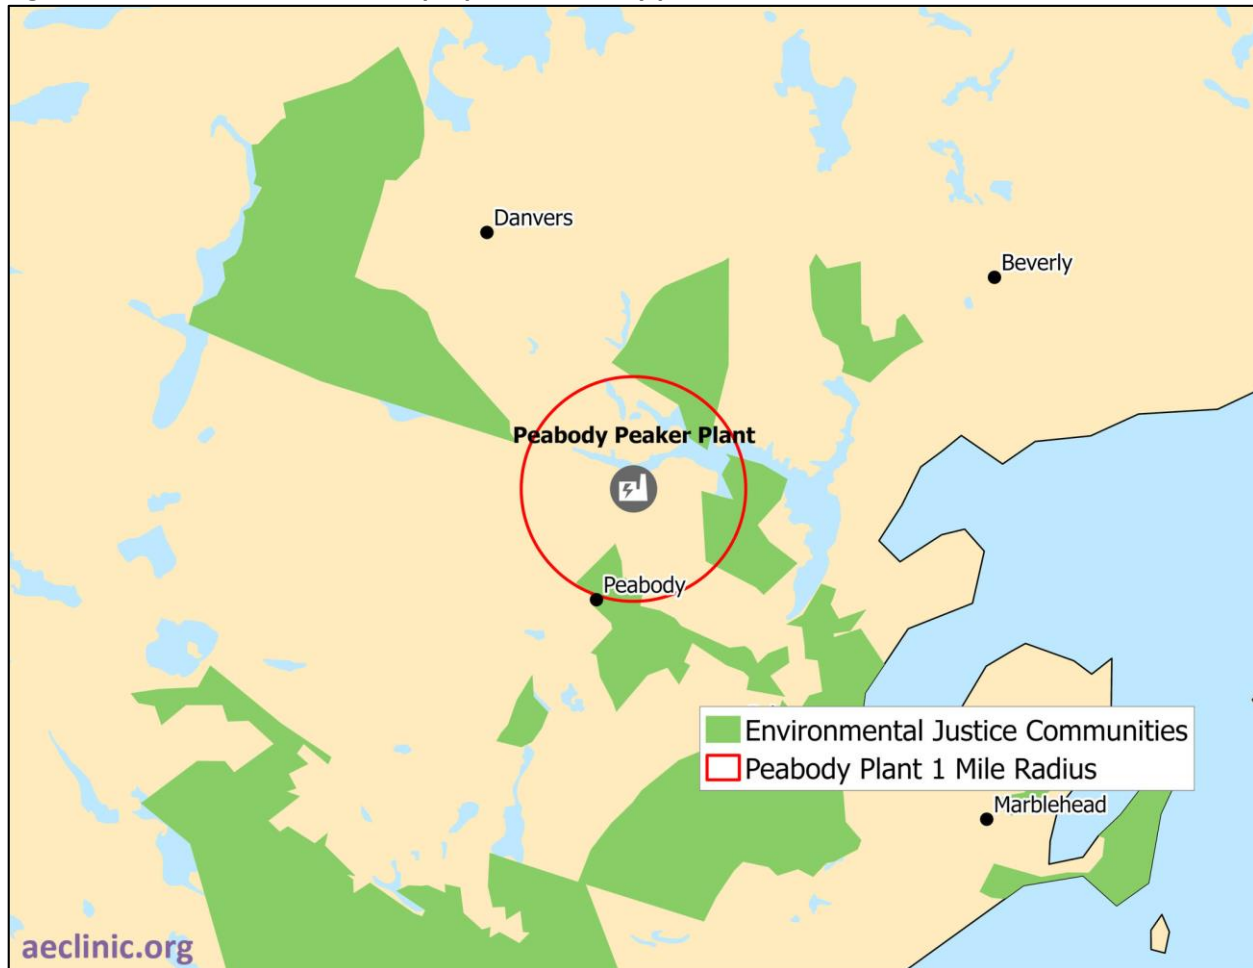 Danvers
Beverly
Peabody Peaker Plant
Peabody
Environmental Justice Communities
Peabody Plant 1 Mile Radius
Marblehead
aeclinic.org